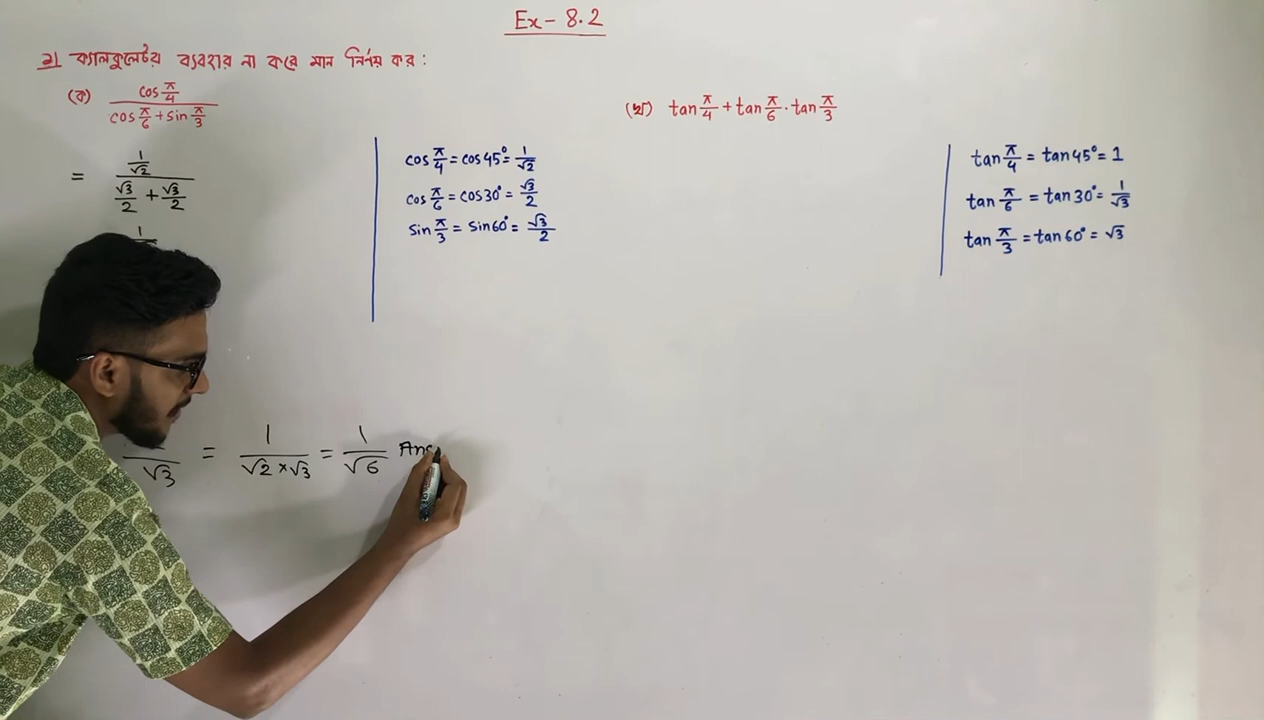 Ex - 8.2
১। ক্যালকুলেটর ব্যবহার না করে মান নির্ণয় কর :
(ক) cos π/4 / (cos π/6 + sin π/3)
= (1/√2) / (√3/2 + √3/2)
1
√3 = 1/(√2 × √3) = 1/√6 Ans
cos π/4 = cos 45° = 1/√2
cos π/6 = cos 30° = √3/2
sin π/3 = sin 60° = √3/2
(খ) tan π/4 + tan π/6 · tan π/3
tan π/4 = tan 45° = 1
tan π/6 = tan 30° = 1/√3
tan π/3 = tan 60° = √3